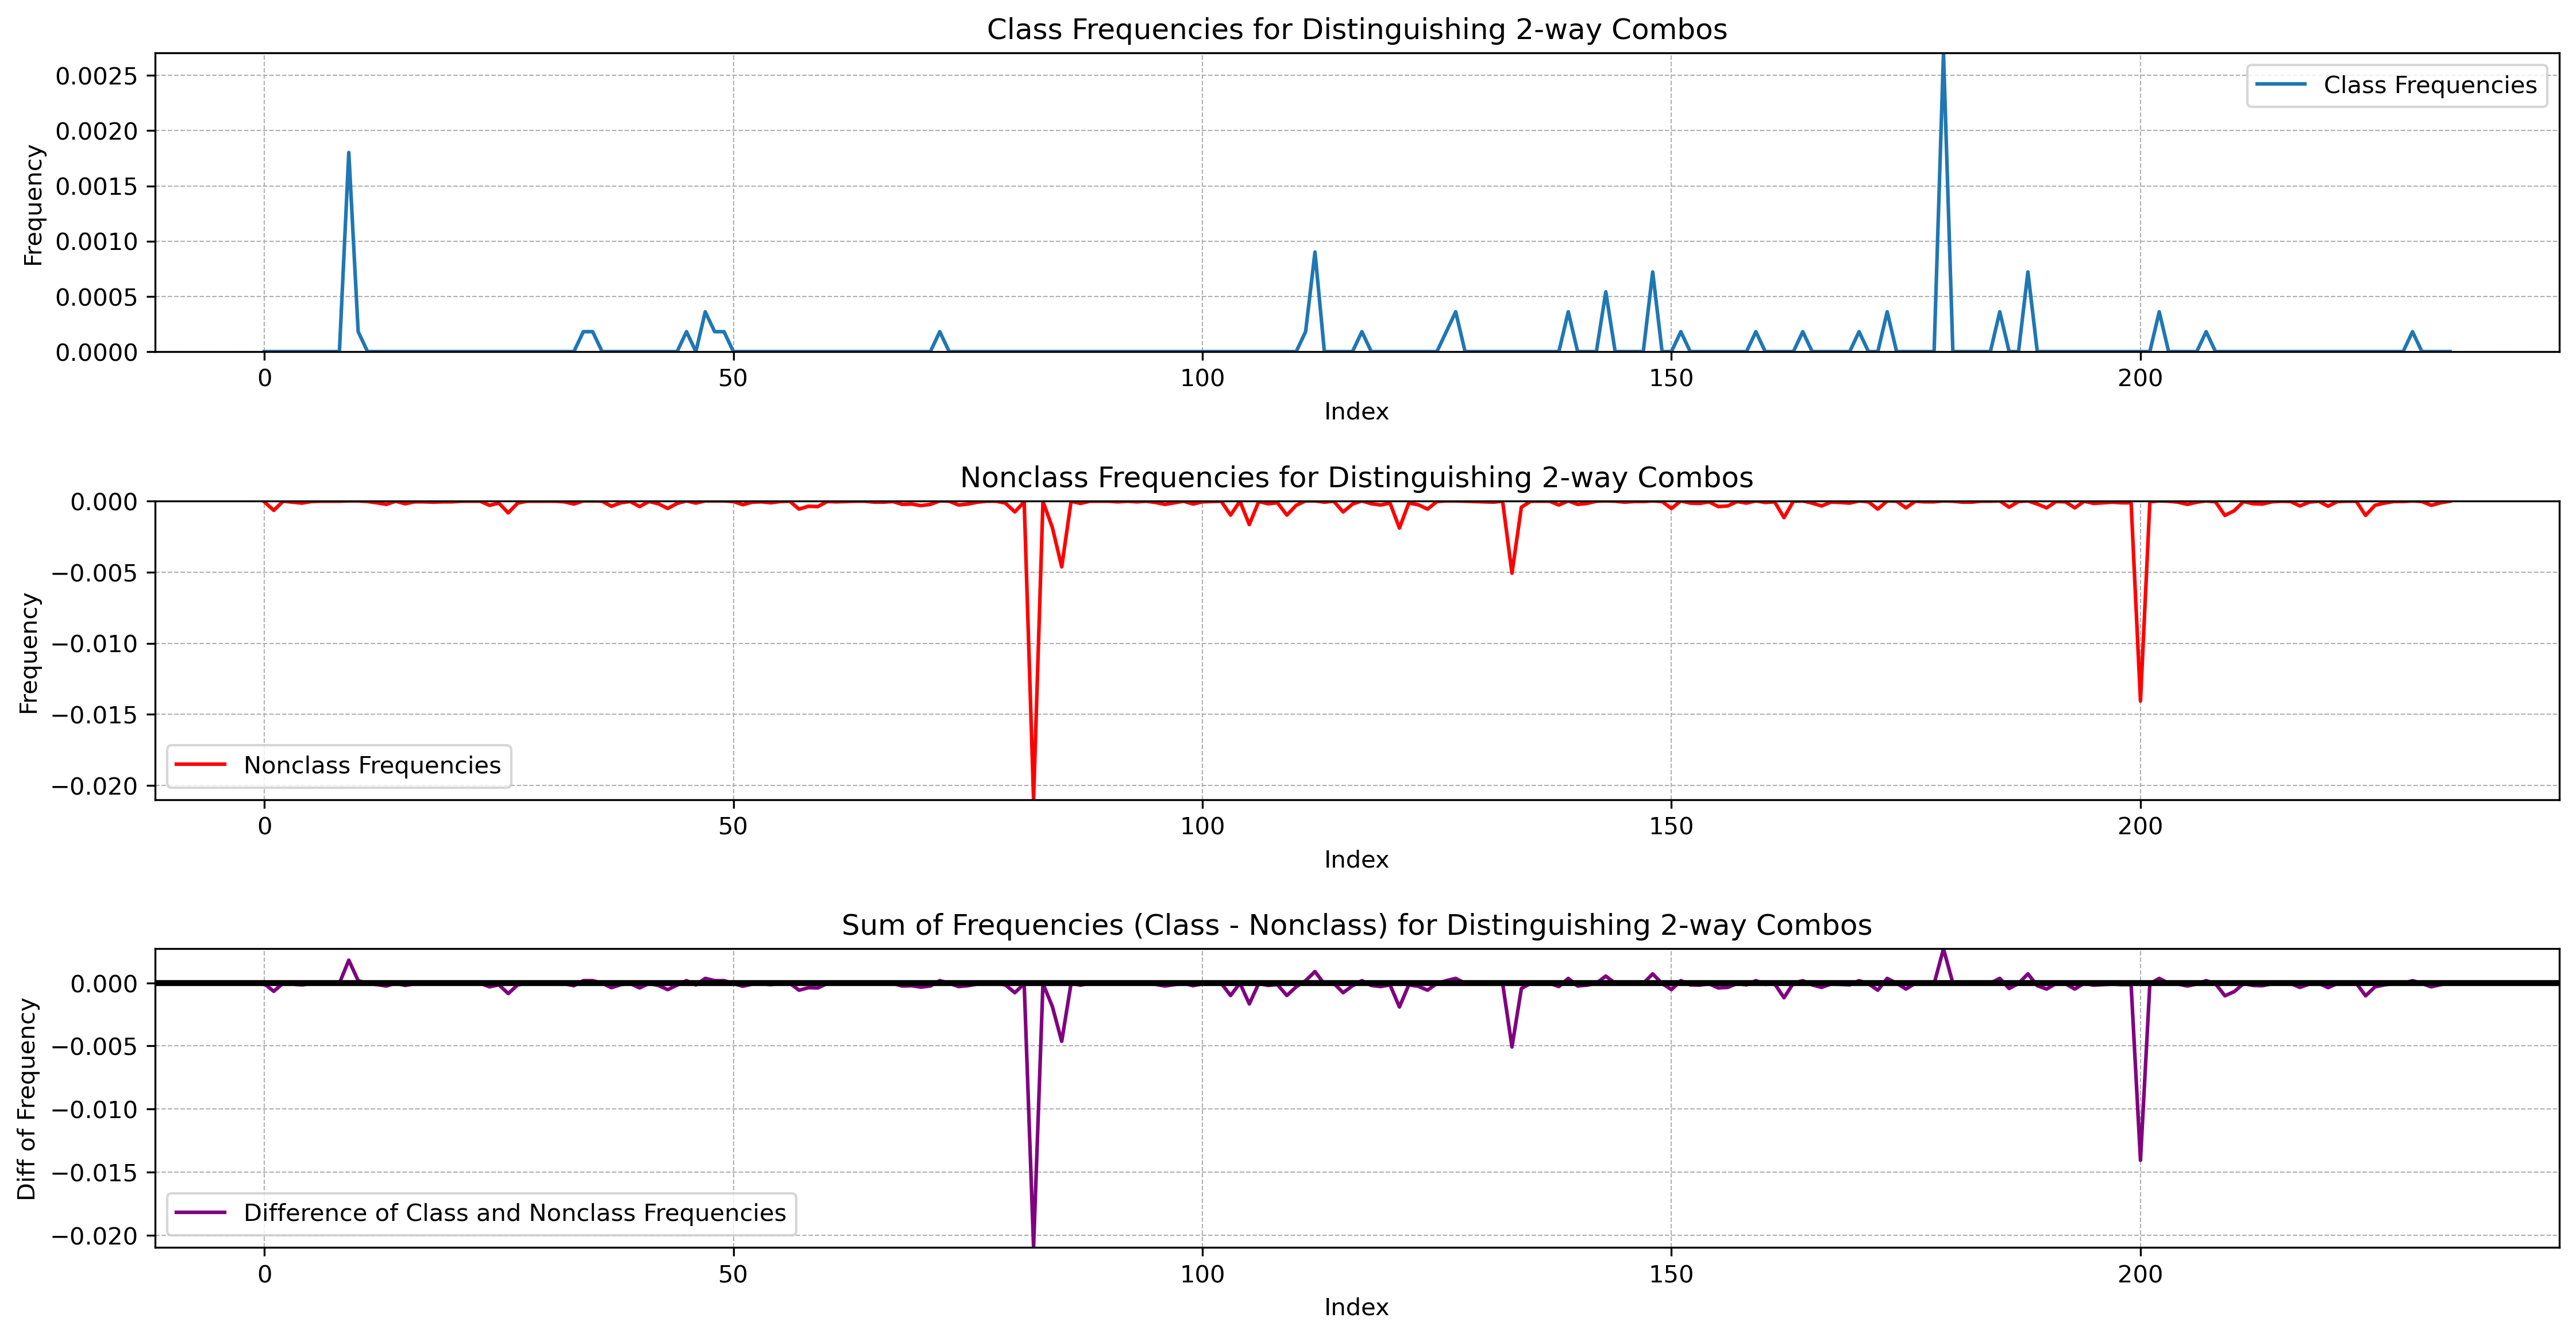 Class Frequencies for Distinguishing 2-way Combos
0.0025
0.0020
0.0015
0.0010
0.0005
0.0000
Frequency
Class Frequencies
0 50 100 150 200
Index
Nonclass Frequencies for Distinguishing 2-way Combos
0.000
−0.005
−0.010
−0.015
−0.020
Frequency
Nonclass Frequencies
0 50 100 150 200
Index
Sum of Frequencies (Class - Nonclass) for Distinguishing 2-way Combos
0.000
−0.005
−0.010
−0.015
−0.020
Diff of Frequency
Difference of Class and Nonclass Frequencies
0 50 100 150 200
Index